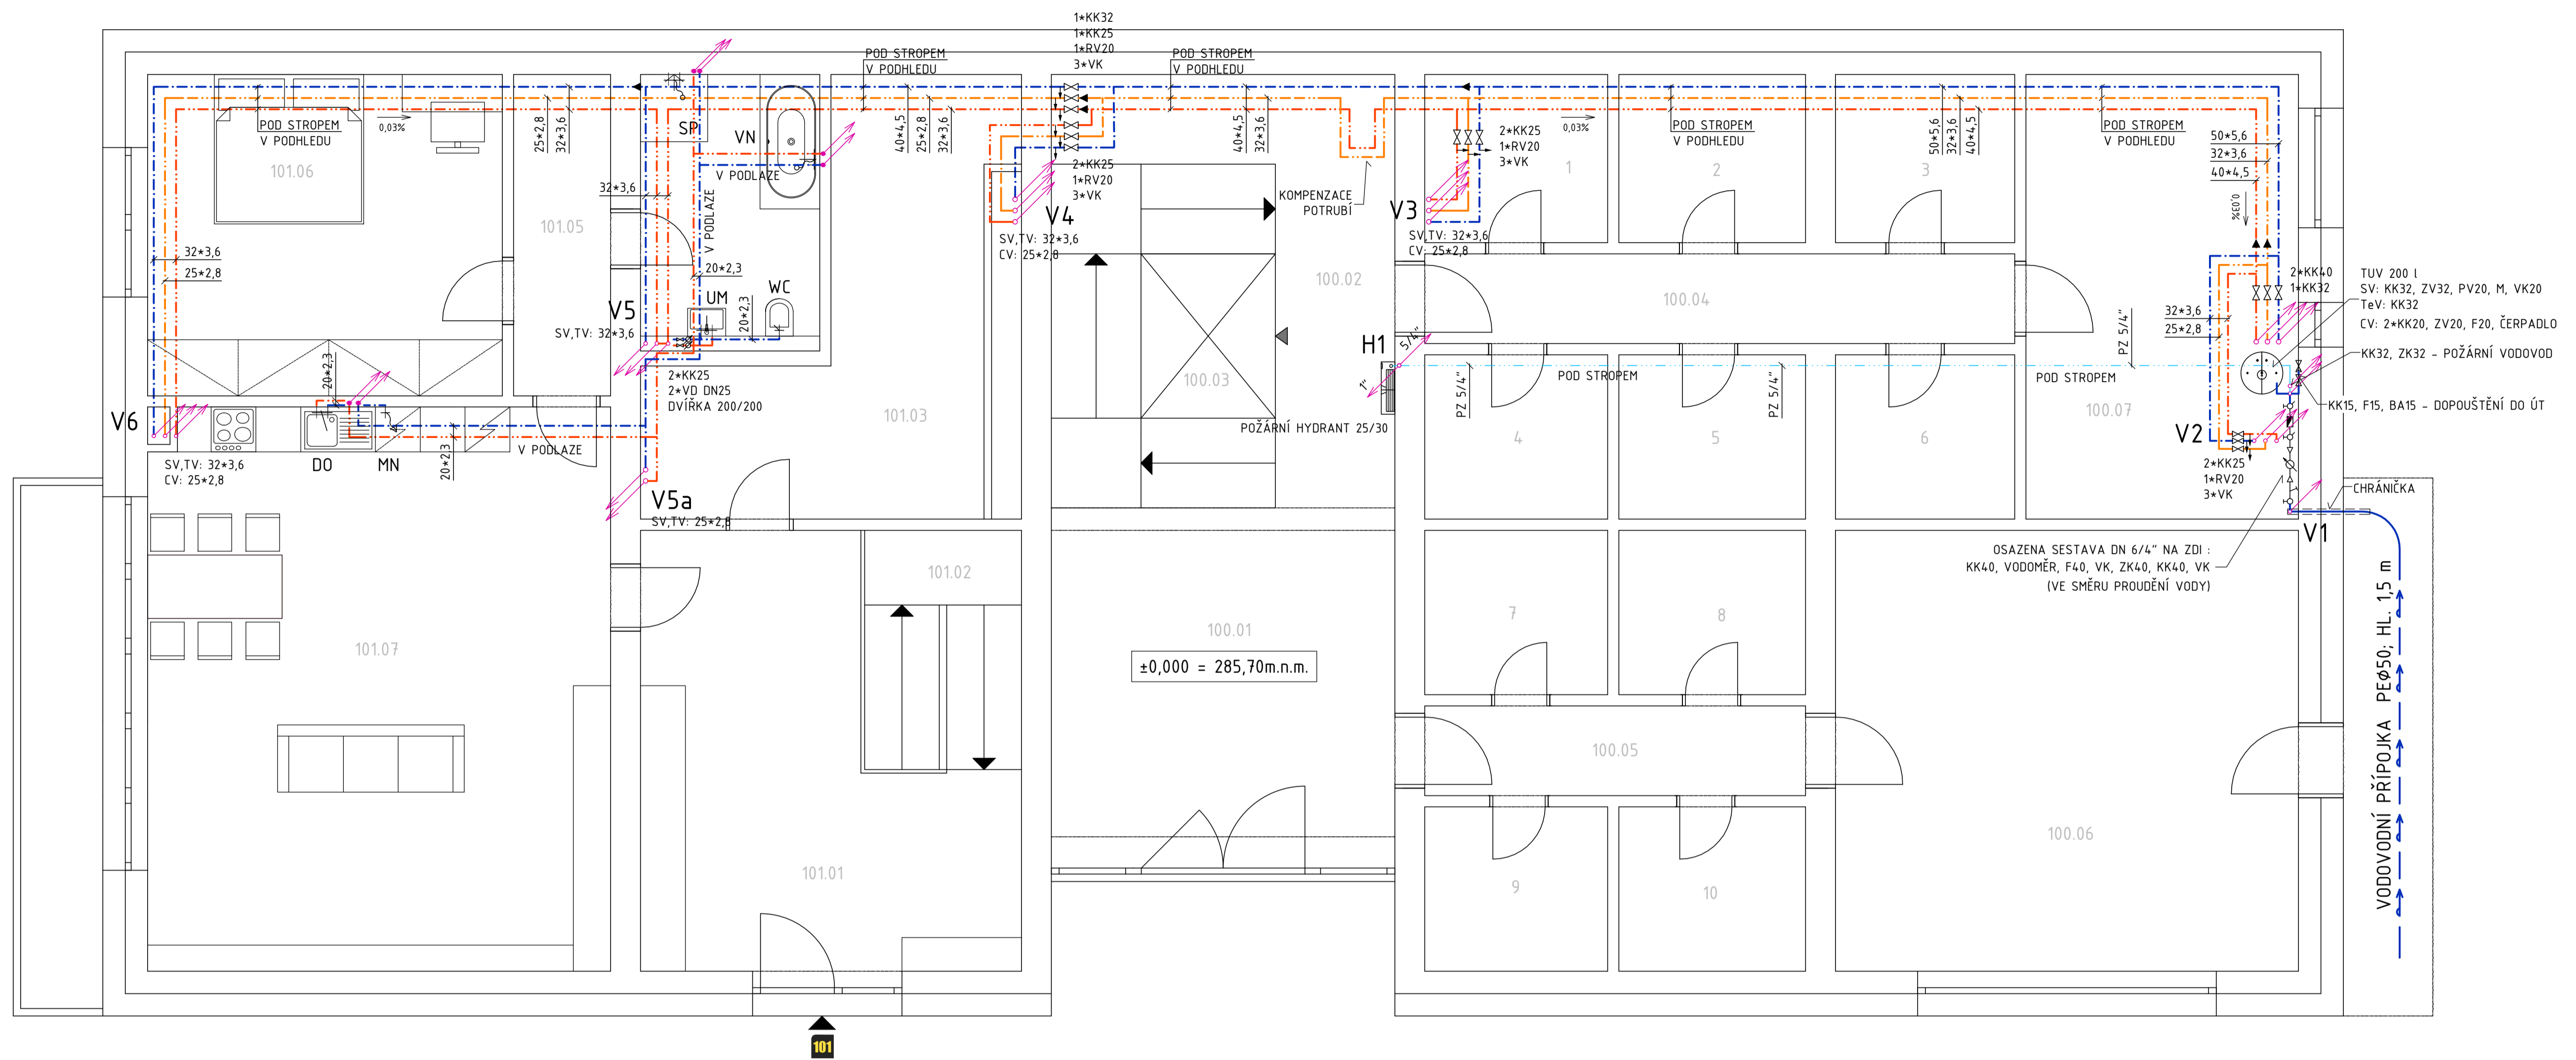 1*KK32
1*KK25
1*RV20
3*VK
POD STROPEM
V PODHLEDU
POD STROPEM
V PODHLEDU
POD STROPEM
V PODHLEDU
0,03%
101.06
25*2,8
32*3,6
101.05
32*3,6
SP
VN
V PODLAZE
V PODLAZE
40*4,5
25*2,8
32*3,6
2*KK25
1*RV20
3*VK
V4
SV,TV: 32*3,6
CV: 25*2,8
40*4,5
32*3,6
KOMPENZACE
POTRUBÍ
100.02
V3
SV,TV: 32*3,6
CV: 25*2,8
2*KK25
1*RV20
3*VK
0,03%
1
POD STROPEM
V PODHLEDU
2
50*5,6
32*3,6
40*4,5
3
POD STROPEM
V PODHLEDU
50*5,6
32*3,6
40*4,5
0,03%
32*3,6
25*2,8
20*2,3
UM
WC
20*2,3
V5
SV,TV: 32*3,6
2*KK25
2*VD DN25
DVÍŘKA 200/200
100.03
H1
5/4"
1"
POŽÁRNÍ HYDRANT 25/30
100.04
PZ 5/4"
POD STROPEM
PZ 5/4"
POD STROPEM
PZ 5/4"
2*KK40
1*KK32
32*3,6
25*2,8
TUV 200 l
SV: KK32, ZV32, PV20, M, VK20
TeV: KK32
CV: 2*KK20, ZV20, F20, ČERPADLO
KK32, ZK32 - POŽÁRNÍ VODOVOD
KK15, F15, BA15 - DOPOUŠTĚNÍ DO ÚT
20*2,3
V6
SV,TV: 32*3,6
CV: 25*2,8
DO
MN
20*2,3
V PODLAZE
101.03
V5a
SV,TV: 25*2,8
4
5
6
100.07
V2
2*KK25
1*RV20
3*VK
CHRÁNIČKA
V1
OSAZENA SESTAVA DN 6/4" NA ZDI :
KK40, VODOMĚR, F40, VK, ZK40, KK40, VK
(VE SMĚRU PROUDĚNÍ VODY)
VODOVODNÍ PŘÍPOJKA PEø50; HL. 1,5 m
101.02
101.07
100.01
±0,000 = 285,70m.n.m.
7
8
100.05
101.01
9
10
100.06
101